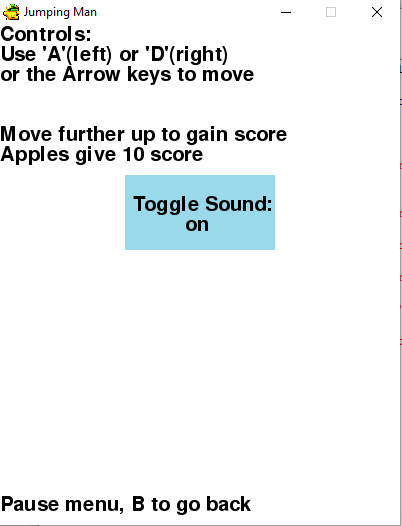 Jumping Man
Controls:
Use 'A'(left) or 'D'(right)
or the Arrow keys to move
Move further up to gain score
Apples give 10 score
Toggle Sound:
on
Pause menu, B to go back